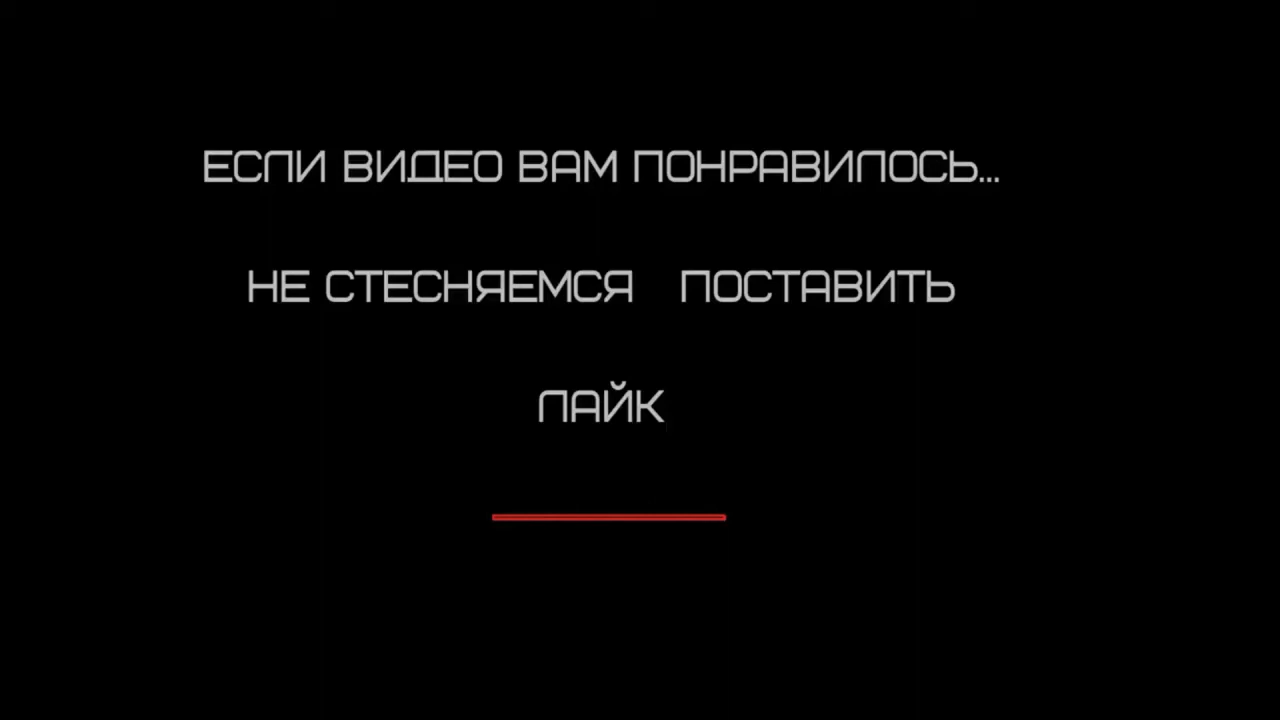 ЕСЛИ ВИДЕО ВАМ ПОНРАВИЛОСЬ...
НЕ СТЕСНЯЕМСЯ ПОСТАВИТЬ
ЛАЙК